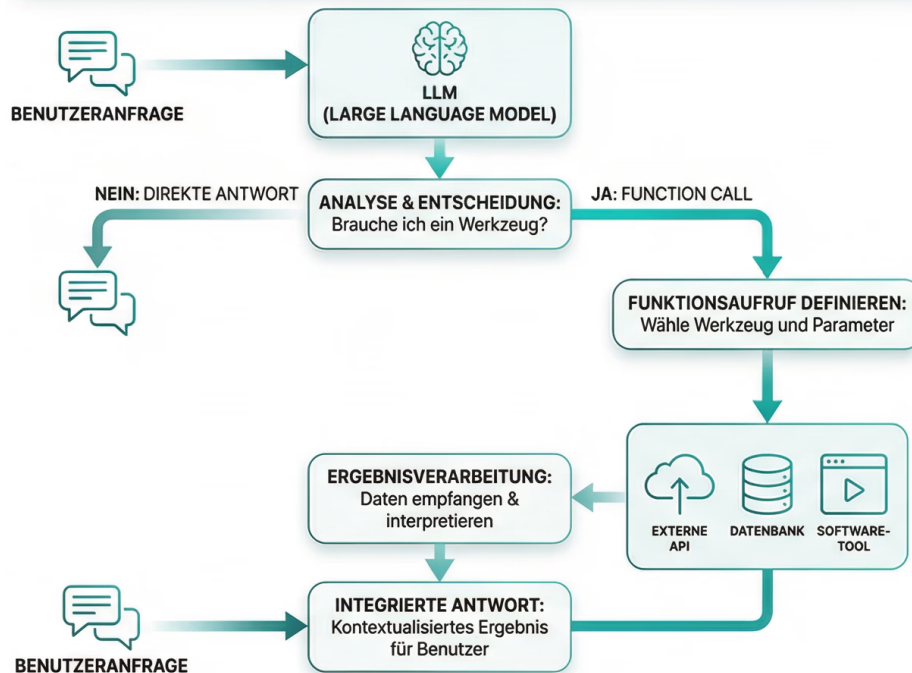 BENUTZERANFRAGE
LLM
(LARGE LANGUAGE MODEL)
NEIN: DIREKTE ANTWORT
ANALYSE & ENTSCHEIDUNG:
Brauche ich ein Werkzeug?
JA: FUNCTION CALL
FUNKTIONSAUFRUF DEFINIEREN:
Wähle Werkzeug und Parameter
EXTERNE
API
DATENBANK
SOFTWARE-
TOOL
ERGEBNISVERARBEITUNG:
Daten empfangen &
interpretieren
INTEGRIERTE ANTWORT:
Kontextualisiertes Ergebnis
für Benutzer
BENUTZERANFRAGE